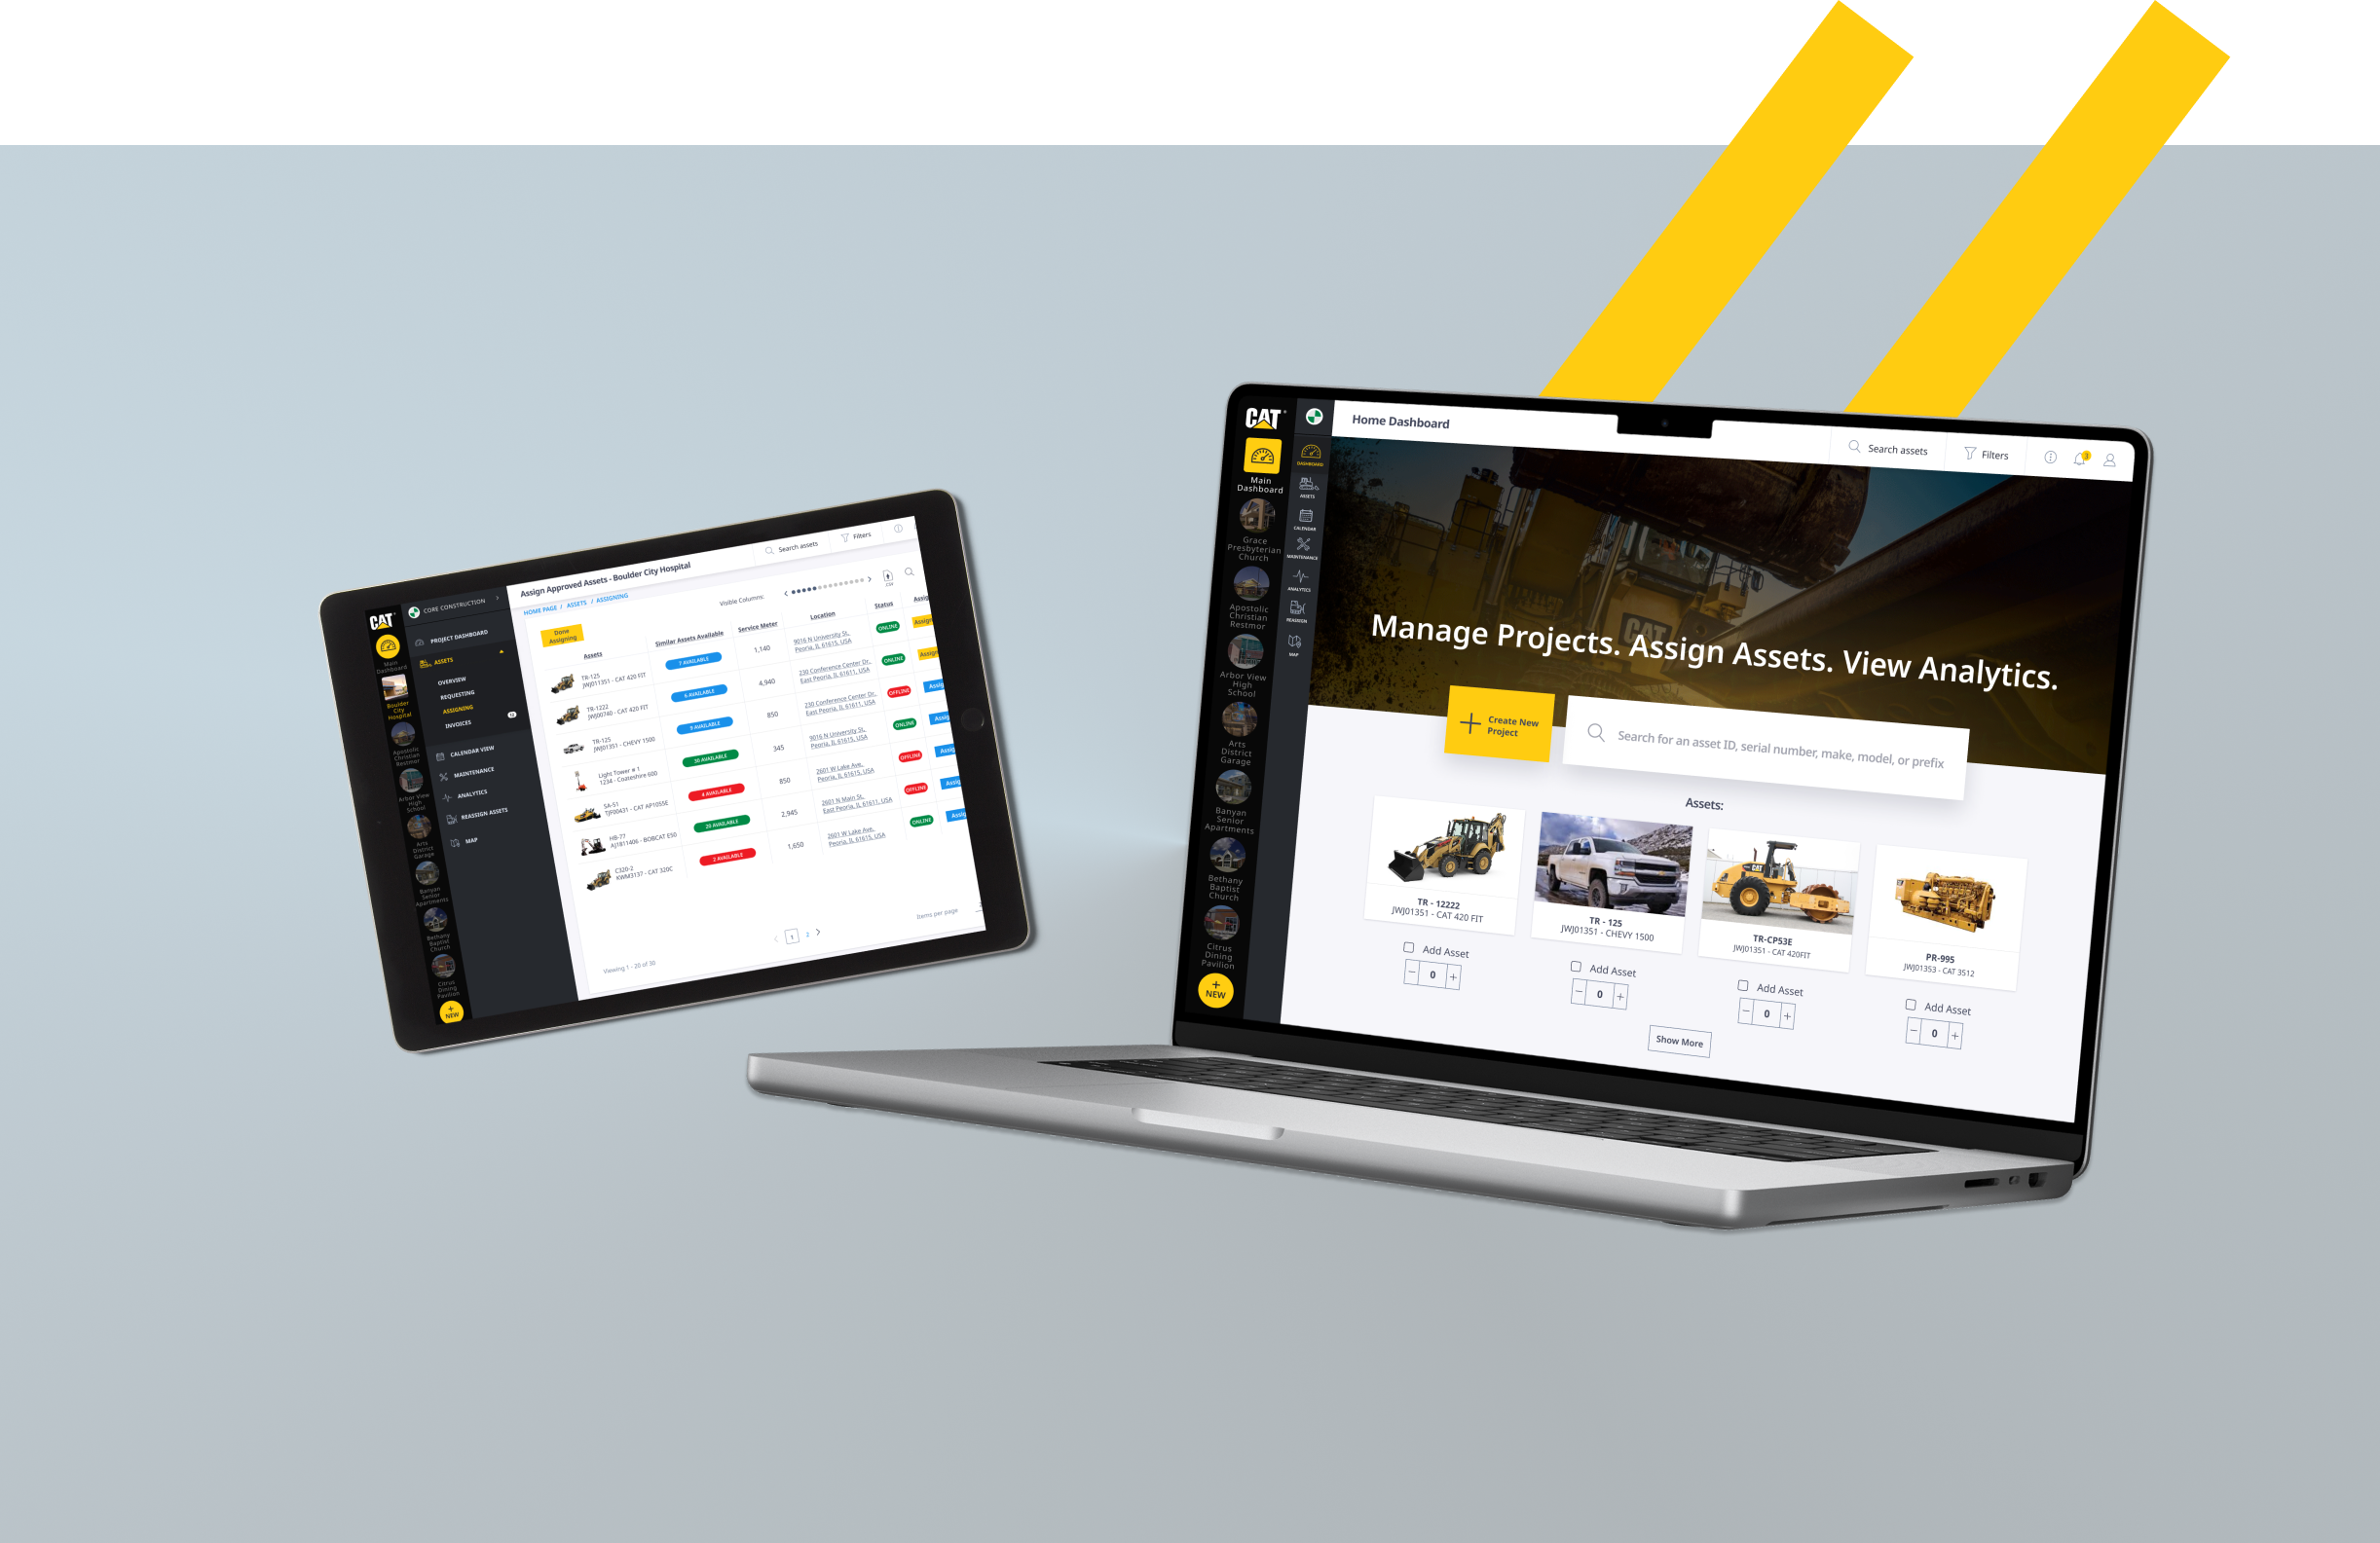 CAT
CORE CONSTRUCTION
Main
Dashboard
Boulder
City
Hospital
Apostolic
Christian
Restmor
Arbor View
High
School
Arts
District
Garage
Banyan
Senior
Apartments
Bethany
Baptist
Church
Citrus
Dining
Pavilion
+
NEW
PROJECT DASHBOARD
ASSETS
OVERVIEW
REQUESTING
ASSIGNING
INVOICES
CALENDAR VIEW
MAINTENANCE
ANALYTICS
REASSIGN ASSETS
MAP
Assign Approved Assets - Boulder City Hospital
Search assets
Filters
HOME PAGE / ASSETS / ASSIGNING
Done
Assigning
Visible Columns:
CSV
Assets
Similar Assets Available
Service Meter
Location
Status
Assig
TR-125
JWJ011351 - CAT 420 FIT
7 AVAILABLE
1,140
9016 N University St,
Peoria, IL 61615, USA
ONLINE
Assign
TR-1222
JWJ00740 - CAT 420 FIT
6 AVAILABLE
4,940
230 Conference Center Dr,
East Peoria, IL 61611, USA
ONLINE
Assign
TR-125
JWJ01351 - CHEVY 1500
9 AVAILABLE
850
230 Conference Center Dr,
East Peoria, IL 61611, USA
OFFLINE
Assig
Light Tower # 1
1234 - Coateshire 600
30 AVAILABLE
345
9016 N University St,
Peoria, IL 61615, USA
ONLINE
Assig
SA-51
TJF00431 - CAT AP1055E
4 AVAILABLE
850
2601 W Lake Ave,
Peoria, IL 61615, USA
OFFLINE
Assig
HB-77
AJ1811406 - BOBCAT E50
20 AVAILABLE
2,945
2601 N Main St,
East Peoria, IL 61611, USA
OFFLINE
Assig
C320-2
KWM3137 - CAT 320C
2 AVAILABLE
1,650
2601 W Lake Ave,
Peoria, IL 61615, USA
ONLINE
Assig
Viewing 1 - 20 of 30
1 2
Items per page
CAT
Main
Dashboard
Grace
Presbyterian
Church
Apostolic
Christian
Restmor
Arbor View
High
School
Arts
District
Garage
Banyan
Senior
Apartments
Bethany
Baptist
Church
Citrus
Dining
Pavilion
+
NEW
DASHBOARD
ASSETS
CALENDAR
MAINTENANCE
ANALYTICS
REASSIGN
MAP
Home Dashboard
Search assets
Filters
3
CAT
Manage Projects. Assign Assets. View Analytics.
Create New
Project
Search for an asset ID, serial number, make, model, or prefix
Assets:
TR - 12222
JWJ01351 - CAT 420 FIT
Add Asset
− 0 +
TR - 125
JWJ01351 - CHEVY 1500
Add Asset
− 0 +
CAT
TR-CP53E
JWJ01351 - CAT 420FIT
Add Asset
− 0 +
PR-995
JWJ01353 - CAT 3512
Add Asset
− 0 +
Show More